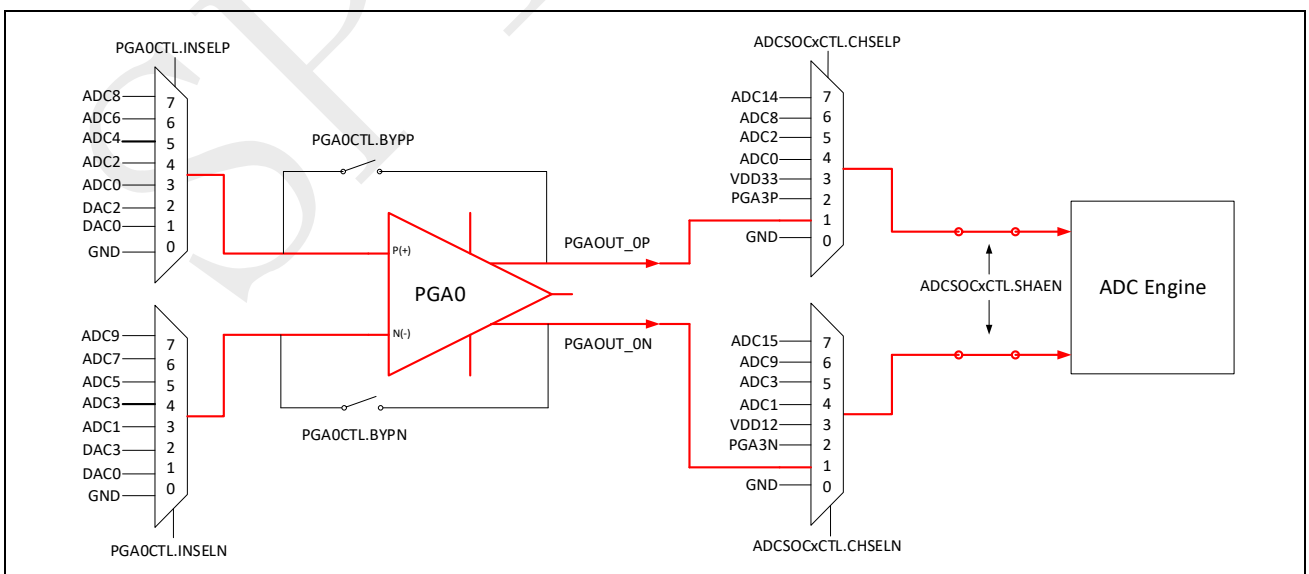 PGA0CTL.INSELP
ADC8
7
ADC6
6
ADC4
5
ADC2
4
ADC0
3
DAC2
2
DAC0
1
GND
0
PGA0CTL.BYPP
P(+)
PGA0
N(-)
PGAOUT_0P
PGAOUT_0N
PGA0CTL.BYPN
ADC9
7
ADC7
6
ADC5
5
ADC3
4
ADC1
3
DAC3
2
DAC0
1
GND
0
PGA0CTL.INSELN
ADCSOCxCTL.CHSELP
ADC14
7
ADC8
6
ADC2
5
ADC0
4
VDD33
3
PGA3P
2
1
GND
0
ADCSOCxCTL.SHAEN
ADC Engine
ADC15
7
ADC9
6
ADC3
5
ADC1
4
VDD12
3
PGA3N
2
1
GND
0
ADCSOCxCTL.CHSELN